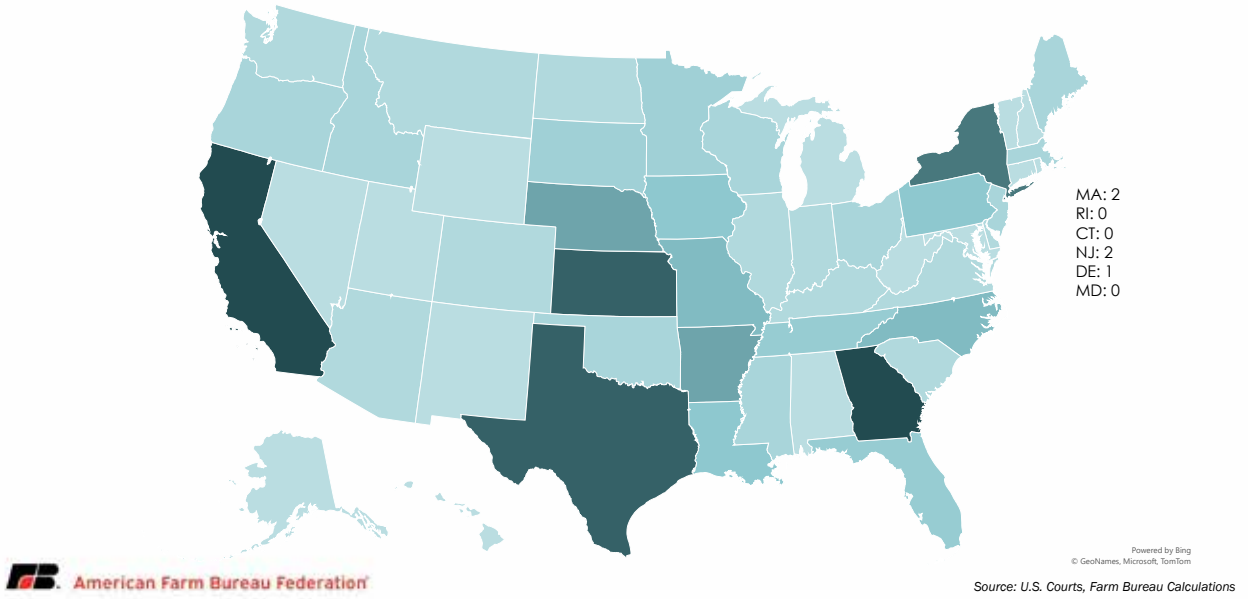 MA: 2
RI: 0
CT: 0
NJ: 2
DE: 1
MD: 0
Powered by Bing
© GeoNames, Microsoft, TomTom
FB.
American Farm Bureau Federation
Source: U.S. Courts, Farm Bureau Calculations